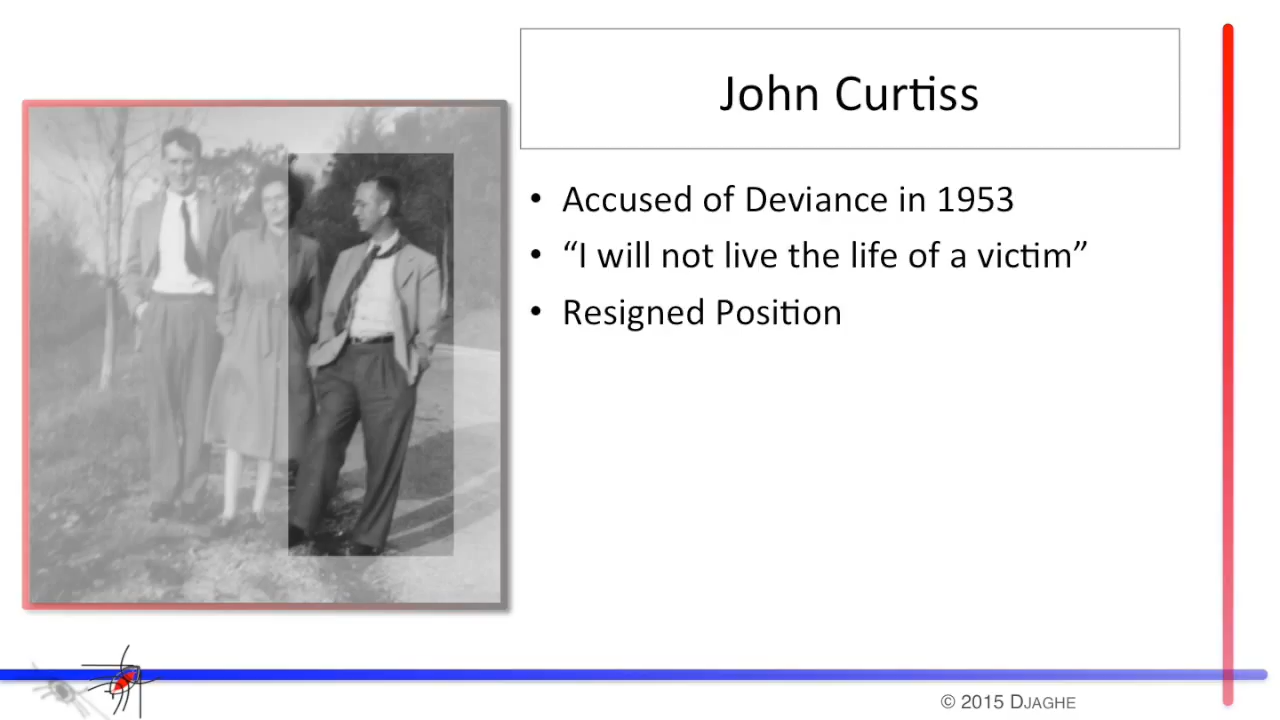 John Curtiss
• Accused of Deviance in 1953
• “I will not live the life of a victim”
• Resigned Position
© 2015 DJAGHE